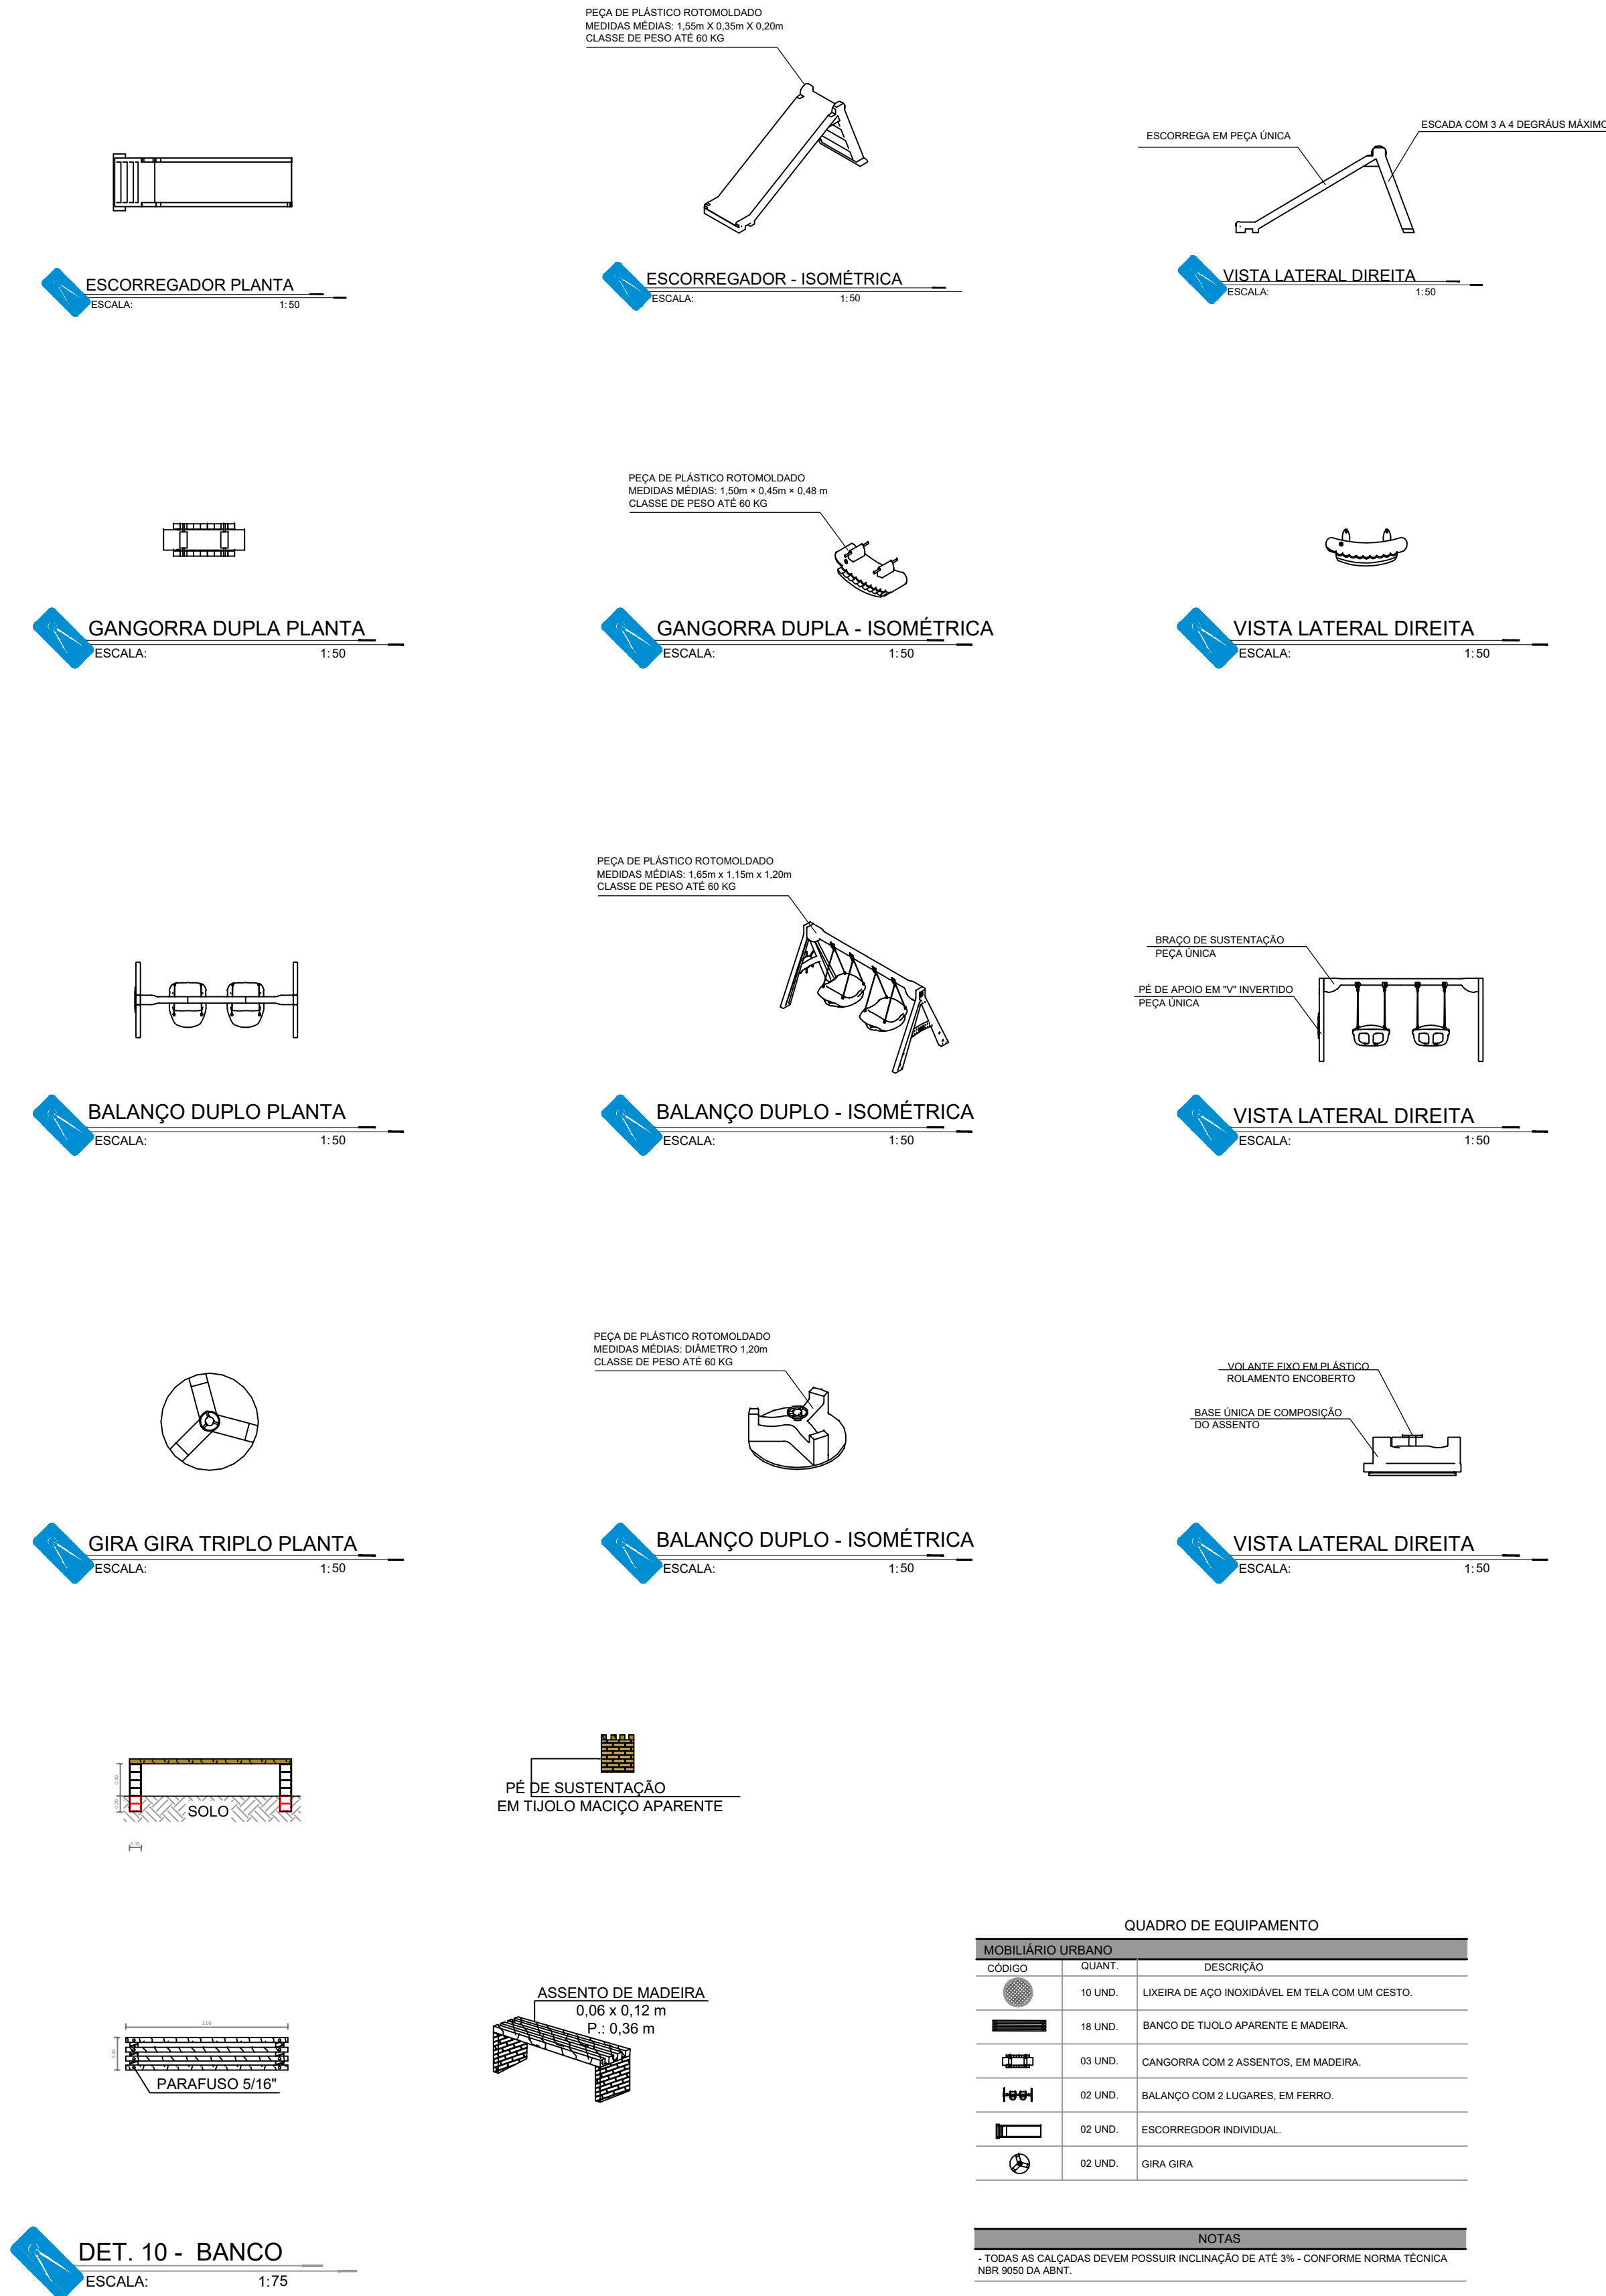 PEÇA DE PLÁSTICO ROTOMOLDADO
MEDIDAS MÉDIAS: 1,55m X 0,35m X 0,20m
CLASSE DE PESO ATÉ 60 KG
ESCORREGA EM PEÇA ÚNICA
ESCADA COM 3 A 4 DEGRÁUS MÁXIMO
ESCORREGADOR PLANTA
ESCALA: 1:50
ESCORREGADOR - ISOMÉTRICA
ESCALA: 1:50
VISTA LATERAL DIREITA
ESCALA: 1:50
PEÇA DE PLÁSTICO ROTOMOLDADO
MEDIDAS MÉDIAS: 1,50m × 0,45m × 0,48 m
CLASSE DE PESO ATÉ 60 KG
GANGORRA DUPLA PLANTA
ESCALA: 1:50
GANGORRA DUPLA - ISOMÉTRICA
ESCALA: 1:50
VISTA LATERAL DIREITA
ESCALA: 1:50
PEÇA DE PLÁSTICO ROTOMOLDADO
MEDIDAS MÉDIAS: 1,65m x 1,15m x 1,20m
CLASSE DE PESO ATÉ 60 KG
BRAÇO DE SUSTENTAÇÃO
PEÇA ÚNICA
PÉ DE APOIO EM "V" INVERTIDO
PEÇA ÚNICA
BALANÇO DUPLO PLANTA
ESCALA: 1:50
BALANÇO DUPLO - ISOMÉTRICA
ESCALA: 1:50
VISTA LATERAL DIREITA
ESCALA: 1:50
PEÇA DE PLÁSTICO ROTOMOLDADO
MEDIDAS MÉDIAS: DIÂMETRO 1,20m
CLASSE DE PESO ATÉ 60 KG
VOLANTE FIXO EM PLÁSTICO
ROLAMENTO ENCOBERTO
BASE ÚNICA DE COMPOSIÇÃO
DO ASSENTO
GIRA GIRA TRIPLO PLANTA
ESCALA: 1:50
BALANÇO DUPLO - ISOMÉTRICA
ESCALA: 1:50
VISTA LATERAL DIREITA
ESCALA: 1:50
0,40
SOLO
PÉ DE SUSTENTAÇÃO
EM TIJOLO MACIÇO APARENTE
2,00
0,40
PARAFUSO 5/16"
ASSENTO DE MADEIRA
0,06 x 0,12 m
P.: 0,36 m
QUADRO DE EQUIPAMENTO
MOBILIÁRIO URBANO
CÓDIGO QUANT. DESCRIÇÃO
10 UND. LIXEIRA DE AÇO INOXIDÁVEL EM TELA COM UM CESTO.
18 UND. BANCO DE TIJOLO APARENTE E MADEIRA.
03 UND. CANGORRA COM 2 ASSENTOS, EM MADEIRA.
02 UND. BALANÇO COM 2 LUGARES, EM FERRO.
02 UND. ESCORREGDOR INDIVIDUAL.
02 UND. GIRA GIRA
DET. 10 - BANCO
ESCALA: 1:75
NOTAS
- TODAS AS CALÇADAS DEVEM POSSUIR INCLINAÇÃO DE ATÉ 3% - CONFORME NORMA TÉCNICA
NBR 9050 DA ABNT.